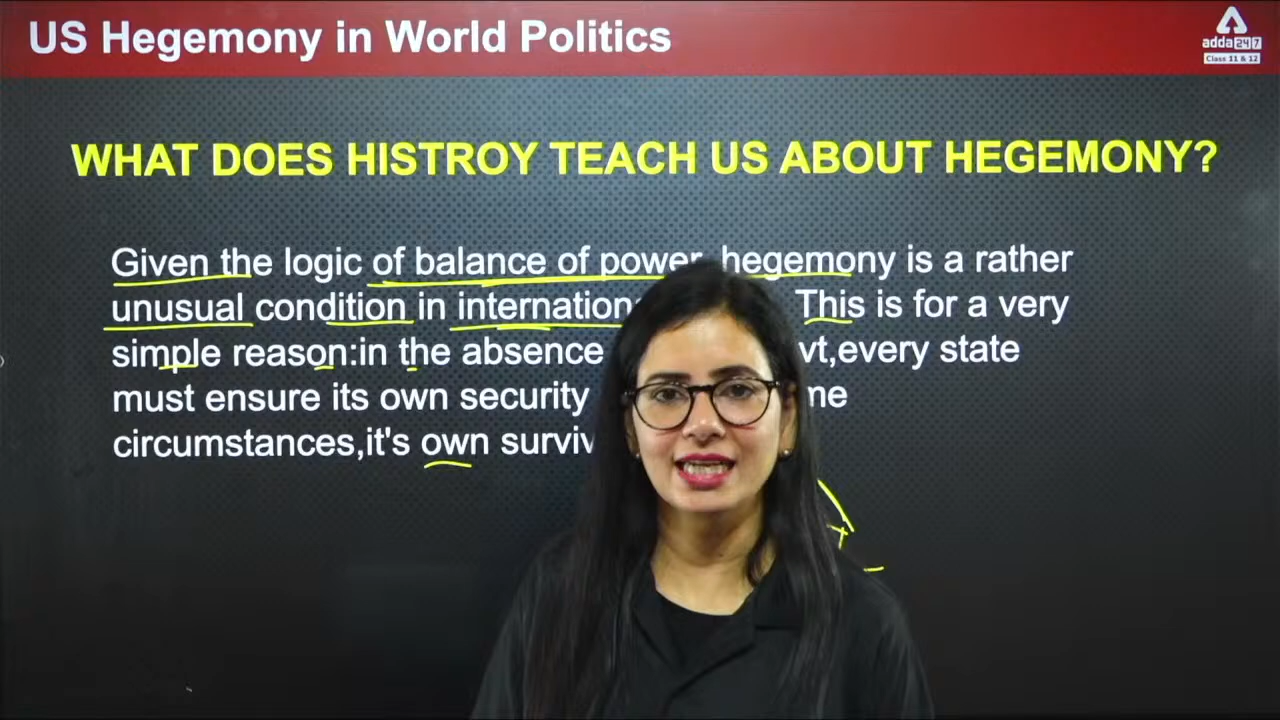 US Hegemony in World Politics
adda247
Class 11 & 12
WHAT DOES HISTROY TEACH US ABOUT HEGEMONY?
Given the logic of balance of power, hegemony is a rather
unusual condition in This is for a very
simple reason:in the absence every state
must ensure its own security
circumstances,it's own